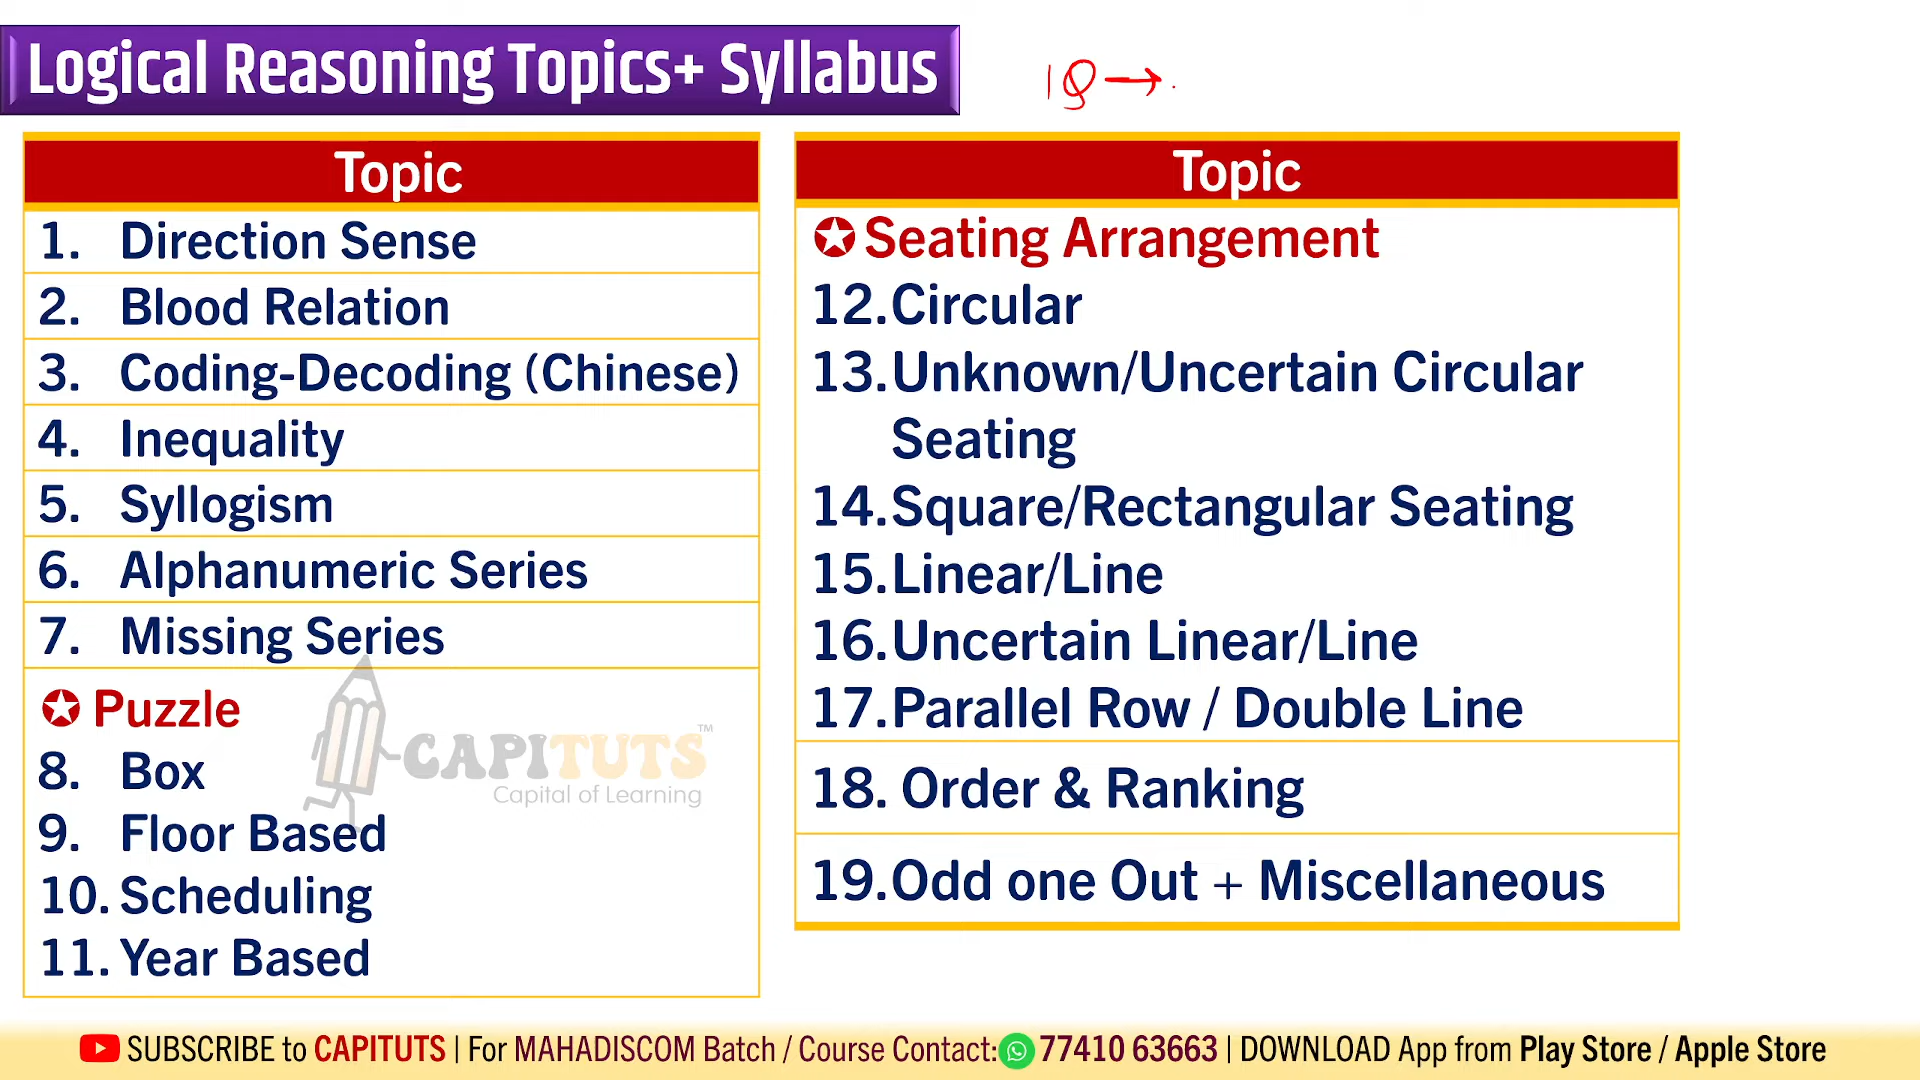 Logical Reasoning Topics+ Syllabus
1Q →
Topic
1. Direction Sense
2. Blood Relation
3. Coding-Decoding (Chinese)
4. Inequality
5. Syllogism
6. Alphanumeric Series
7. Missing Series
✪ Puzzle
8. Box
9. Floor Based
10. Scheduling
11. Year Based
CAPITUTS™
Capital of Learning
Topic
✪ Seating Arrangement
12. Circular
13. Unknown/Uncertain Circular
Seating
14. Square/Rectangular Seating
15. Linear/Line
16. Uncertain Linear/Line
17. Parallel Row / Double Line
18. Order & Ranking
19. Odd one Out + Miscellaneous
SUBSCRIBE to CAPITUTS | For MAHADISCOM Batch / Course Contact: 77410 63663 | DOWNLOAD App from Play Store / Apple Store